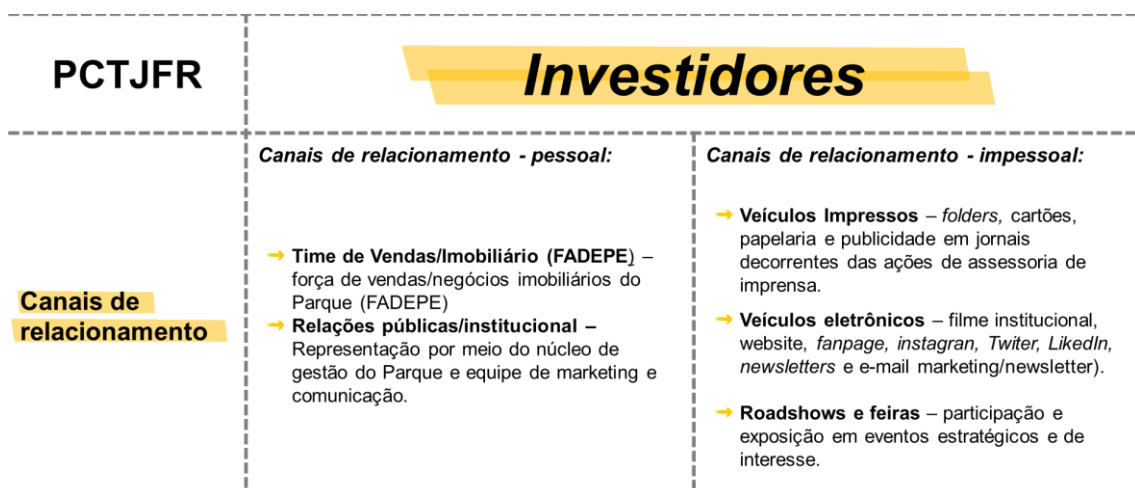 PCTJFR
Investidores
Canais de
relacionamento
Canais de relacionamento - pessoal:
→ Time de Vendas/Imobiliário (FADEPE) –
força de vendas/negócios imobiliários do
Parque (FADEPE)
→ Relações públicas/institucional –
Representação por meio do núcleo de
gestão do Parque e equipe de marketing e
comunicação.
Canais de relacionamento - impessoal:
→ Veículos Impressos – folders, cartões,
papelaria e publicidade em jornais
decorrentes das ações de assessoria de
imprensa.
→ Veículos eletrônicos – filme institucional,
website, fanpage, instagran, Twiter, LikedIn,
newsletters e e-mail marketing/newsletter).
→ Roadshows e feiras – participação e
exposição em eventos estratégicos e de
interesse.